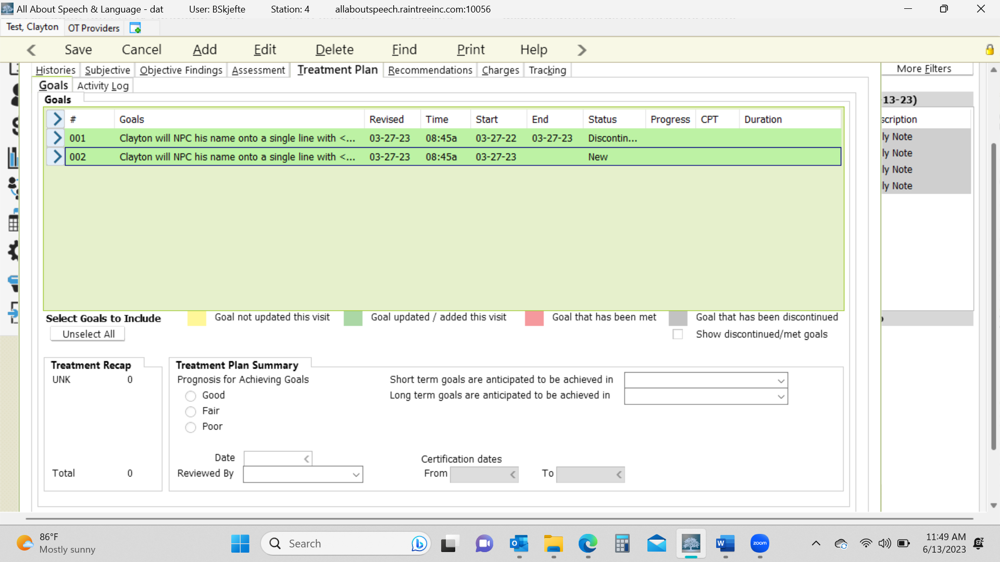 All About Speech & Language - dat User: BSkjefte Station: 4 allaboutspeech.raintreeinc.com:10056
Test, Clayton OT Providers
Save Cancel Add Edit Delete Find Print Help
Histories Subjective Objective Findings Assessment Treatment Plan Recommendations Charges Tracking More Filters
Goals Activity Log
Goals 13-23)
# Goals Revised Time Start End Status Progress CPT Duration scription
001 Clayton will NPC his name onto a single line with <... 03-27-23 08:45a 03-27-22 03-27-23 Discontin... ly Note
002 Clayton will NPC his name onto a single line with <... 03-27-23 08:45a 03-27-23 New ly Note
ly Note
ly Note
Select Goals to Include Goal not updated this visit Goal updated / added this visit Goal that has been met Goal that has been discontinued
Unselect All Show discontinued/met goals
Treatment Recap Treatment Plan Summary
UNK 0 Prognosis for Achieving Goals Short term goals are anticipated to be achieved in
Good Long term goals are anticipated to be achieved in
Fair
Poor
Date Certification dates
Total 0 Reviewed By From To
86°F
Mostly sunny
Search
zoom
11:49 AM
6/13/2023